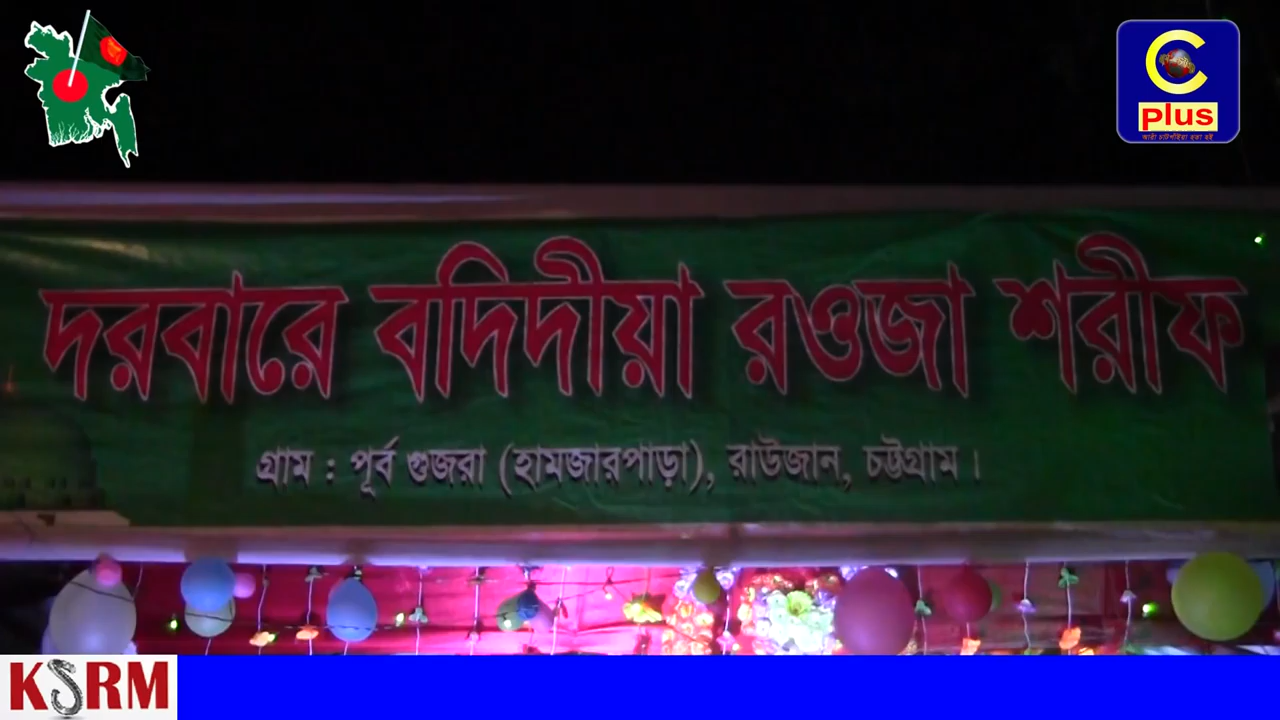 C
plus
দরবারে বদিদীয়া রওজা শরীফ
গ্রাম : পূর্ব গুজরা (হামজারপাড়া), রাউজান, চট্টগ্রাম ।
KSRM